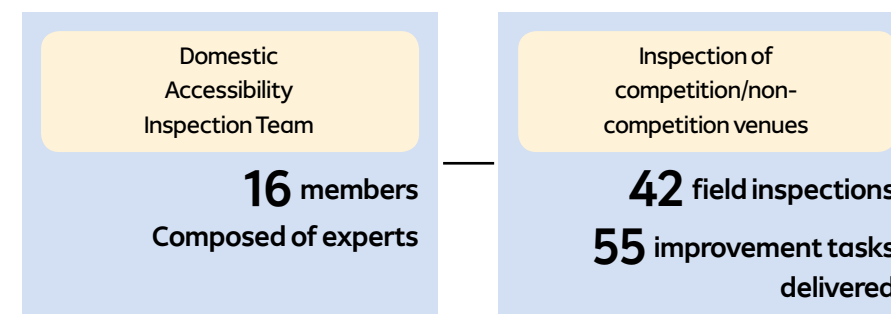 Domestic
Accessibility
Inspection Team
16 members
Composed of experts
Inspection of
competition/non-
competition venues
42 field inspections
55 improvement tasks
delivered